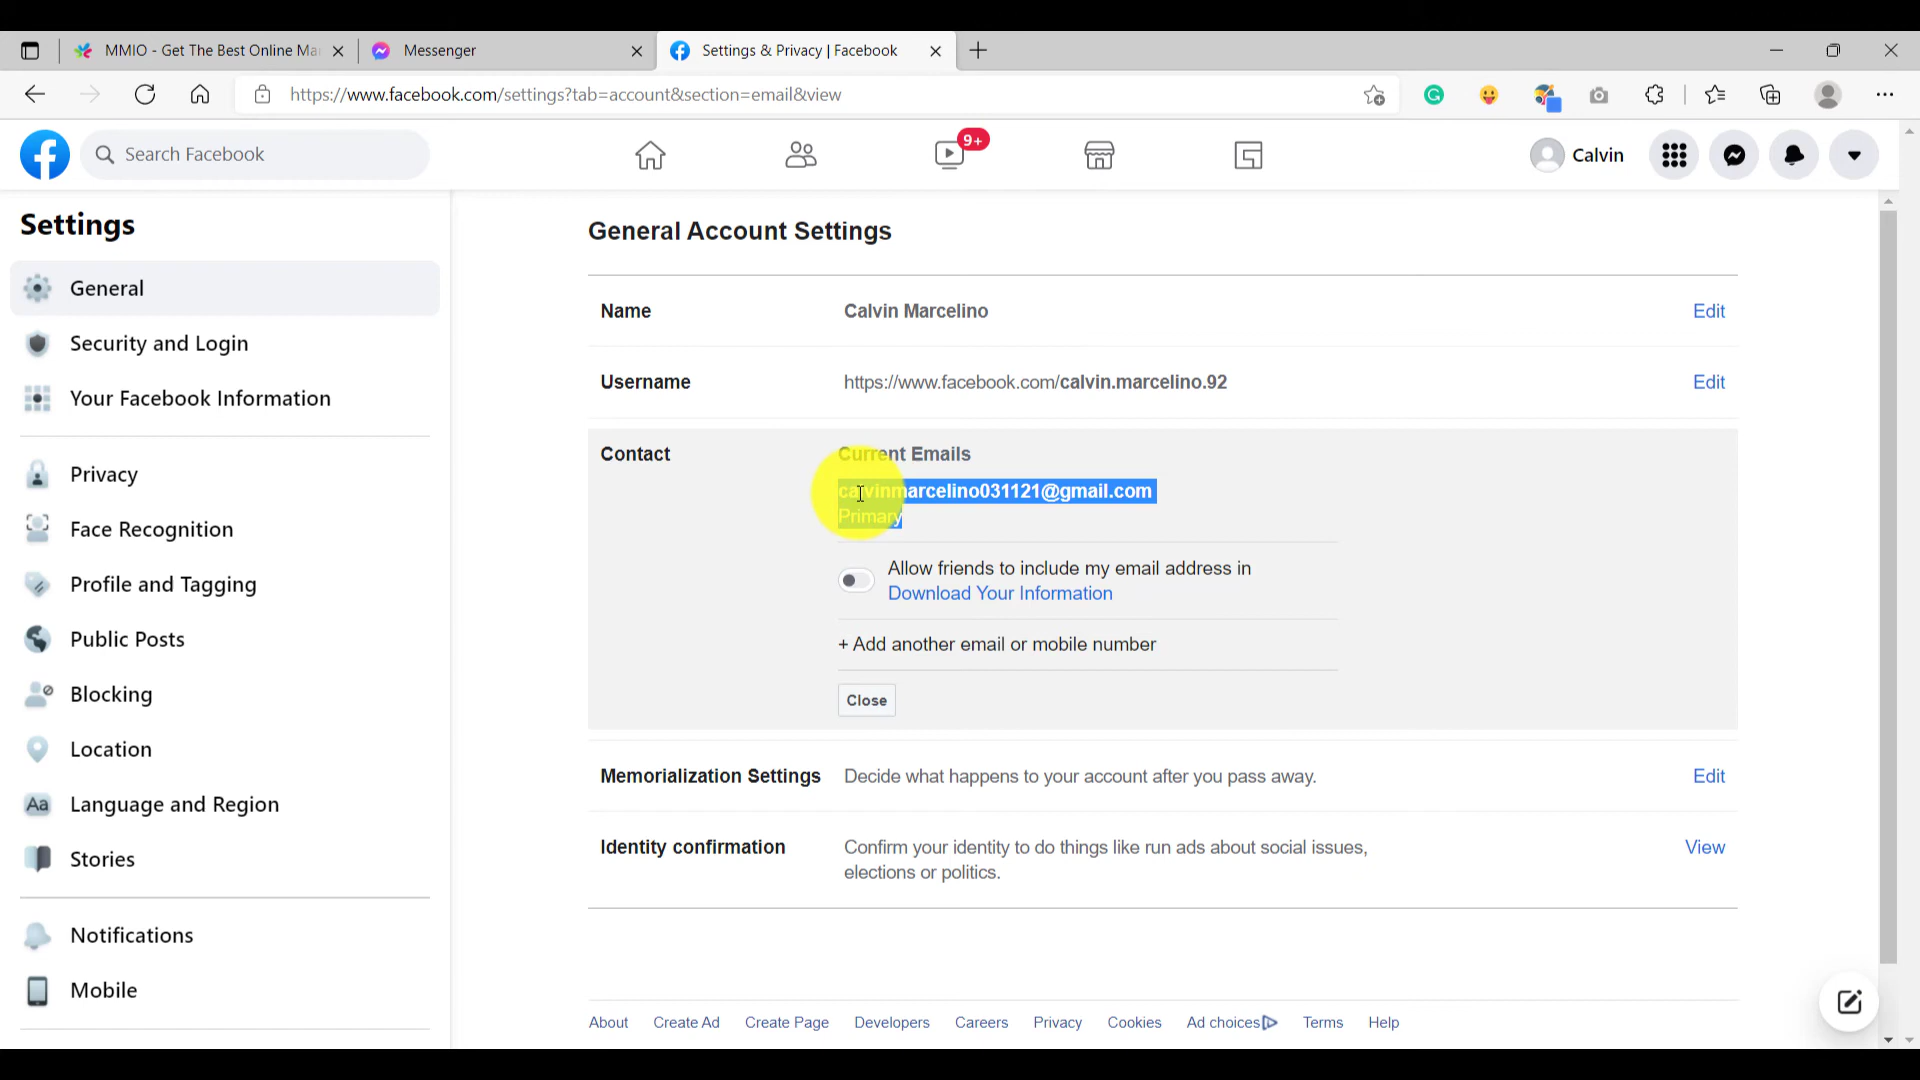 MMIO - Get The Best Online Ma
Messenger
Settings & Privacy | Facebook
https://www.facebook.com/settings?tab=account&section=email&view
Search Facebook
9+
Calvin
Settings
General
Security and Login
Your Facebook Information
Privacy
Face Recognition
Profile and Tagging
Public Posts
Blocking
Location
Aa
Language and Region
Stories
Notifications
Mobile
General Account Settings
Name
Calvin Marcelino
Edit
Username
https://www.facebook.com/calvin.marcelino.92
Edit
Contact
Current Emails
calvinmarcelino031121@gmail.com
Primary
Allow friends to include my email address in
Download Your Information
+ Add another email or mobile number
Close
Memorialization Settings
Decide what happens to your account after you pass away.
Edit
Identity confirmation
Confirm your identity to do things like run ads about social issues,
elections or politics.
View
About Create Ad Create Page Developers Careers Privacy Cookies Ad choices Terms Help